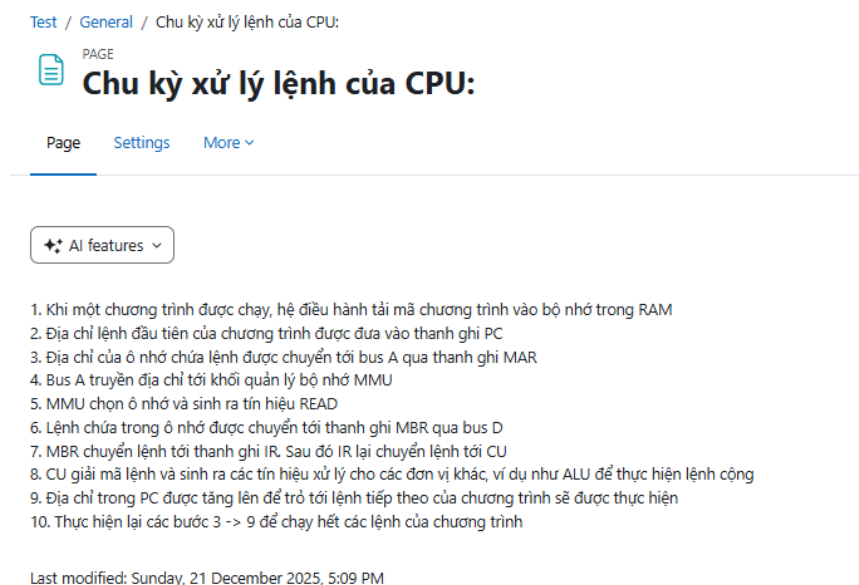 Test / General / Chu kỳ xử lý lệnh của CPU:
PAGE
Chu kỳ xử lý lệnh của CPU:
Page Settings More
AI features
1. Khi một chương trình được chạy, hệ điều hành tải mã chương trình vào bộ nhớ trong RAM
2. Địa chỉ lệnh đầu tiên của chương trình được đưa vào thanh ghi PC
3. Địa chỉ của ô nhớ chứa lệnh được chuyển tới bus A qua thanh ghi MAR
4. Bus A truyền địa chỉ tới khối quản lý bộ nhớ MMU
5. MMU chọn ô nhớ và sinh ra tín hiệu READ
6. Lệnh chứa trong ô nhớ được chuyển tới thanh ghi MBR qua bus D
7. MBR chuyển lệnh tới thanh ghi IR. Sau đó IR lại chuyển lệnh tới CU
8. CU giải mã lệnh và sinh ra các tín hiệu xử lý cho các đơn vị khác, ví dụ như ALU để thực hiện lệnh cộng
9. Địa chỉ trong PC được tăng lên để trỏ tới lệnh tiếp theo của chương trình sẽ được thực hiện
10. Thực hiện lại các bước 3 -> 9 để chạy hết các lệnh của chương trình
Last modified: Sunday, 21 December 2025, 5:09 PM